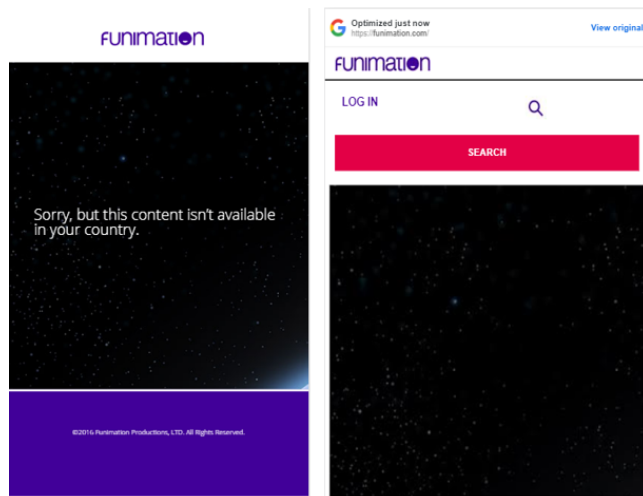 FUNIMATION
Sorry, but this content isn't available
in your country.
©2016 Funimation Productions, LTD. All Rights Reserved.
Optimized just now
https://funimation.com/
View original
FUNIMATION
LOG IN
SEARCH